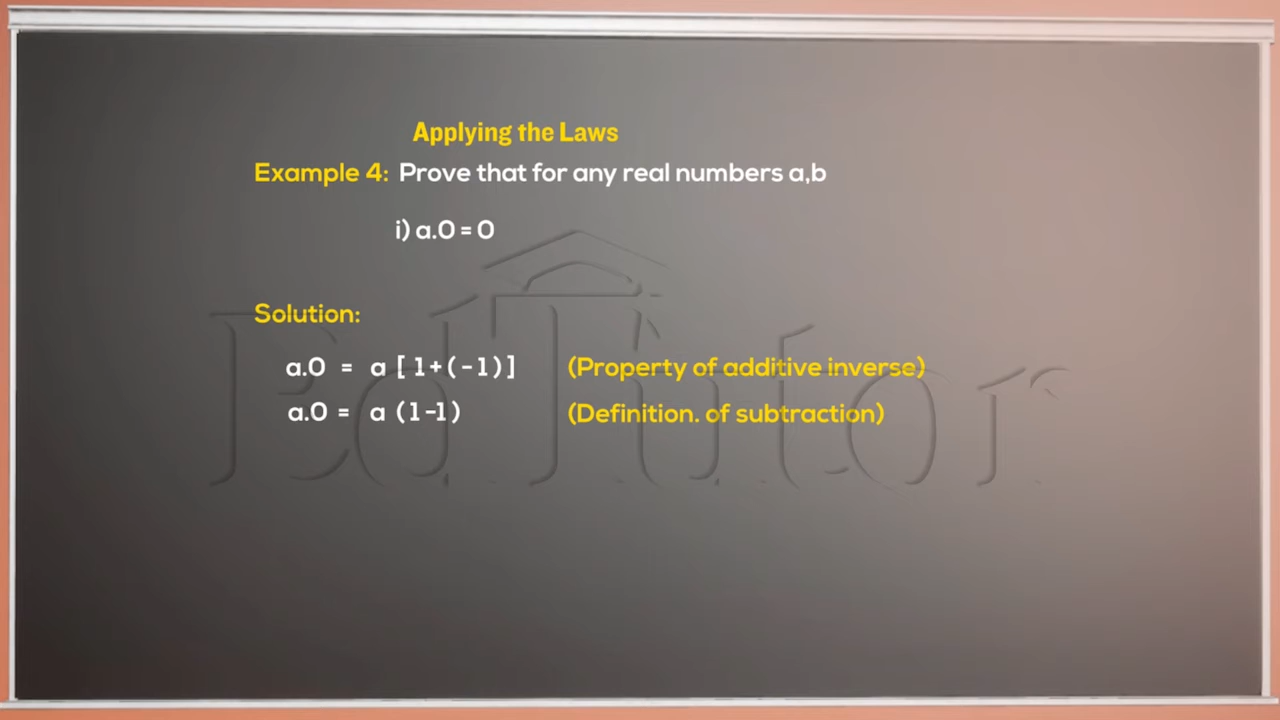 Applying the Laws
Example 4: Prove that for any real numbers a,b
i) a.0 = 0
Solution:
a.0 = a [ 1+(-1)] (Property of additive inverse)
a.0 = a (1-1) (Definition. of subtraction)
EdTutor